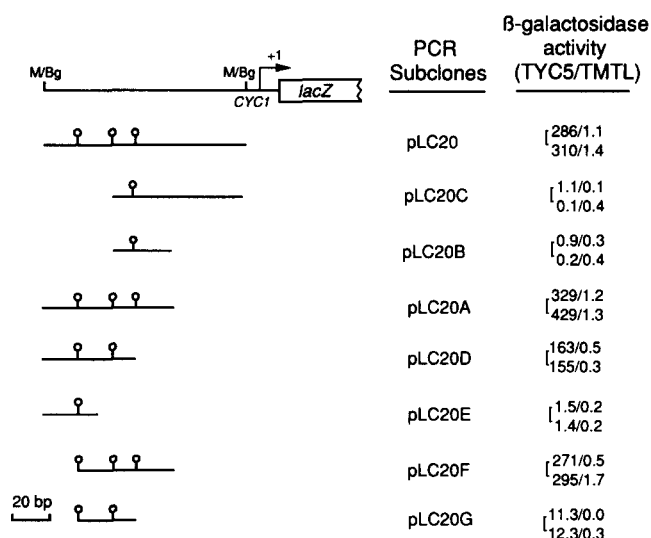 PCR Subclones
ß-galactosidase activity (TYC5/TMTL)
M/Bg M/Bg +1
CYC1 lacZ
pLC20 286/1.1
310/1.4
pLC20C 1.1/0.1
0.1/0.4
pLC20B 0.9/0.3
0.2/0.4
pLC20A 329/1.2
429/1.3
pLC20D 163/0.5
155/0.3
pLC20E 1.5/0.2
1.4/0.2
pLC20F 271/0.5
295/1.7
20 bp
pLC20G 11.3/0.0
12.3/0.3